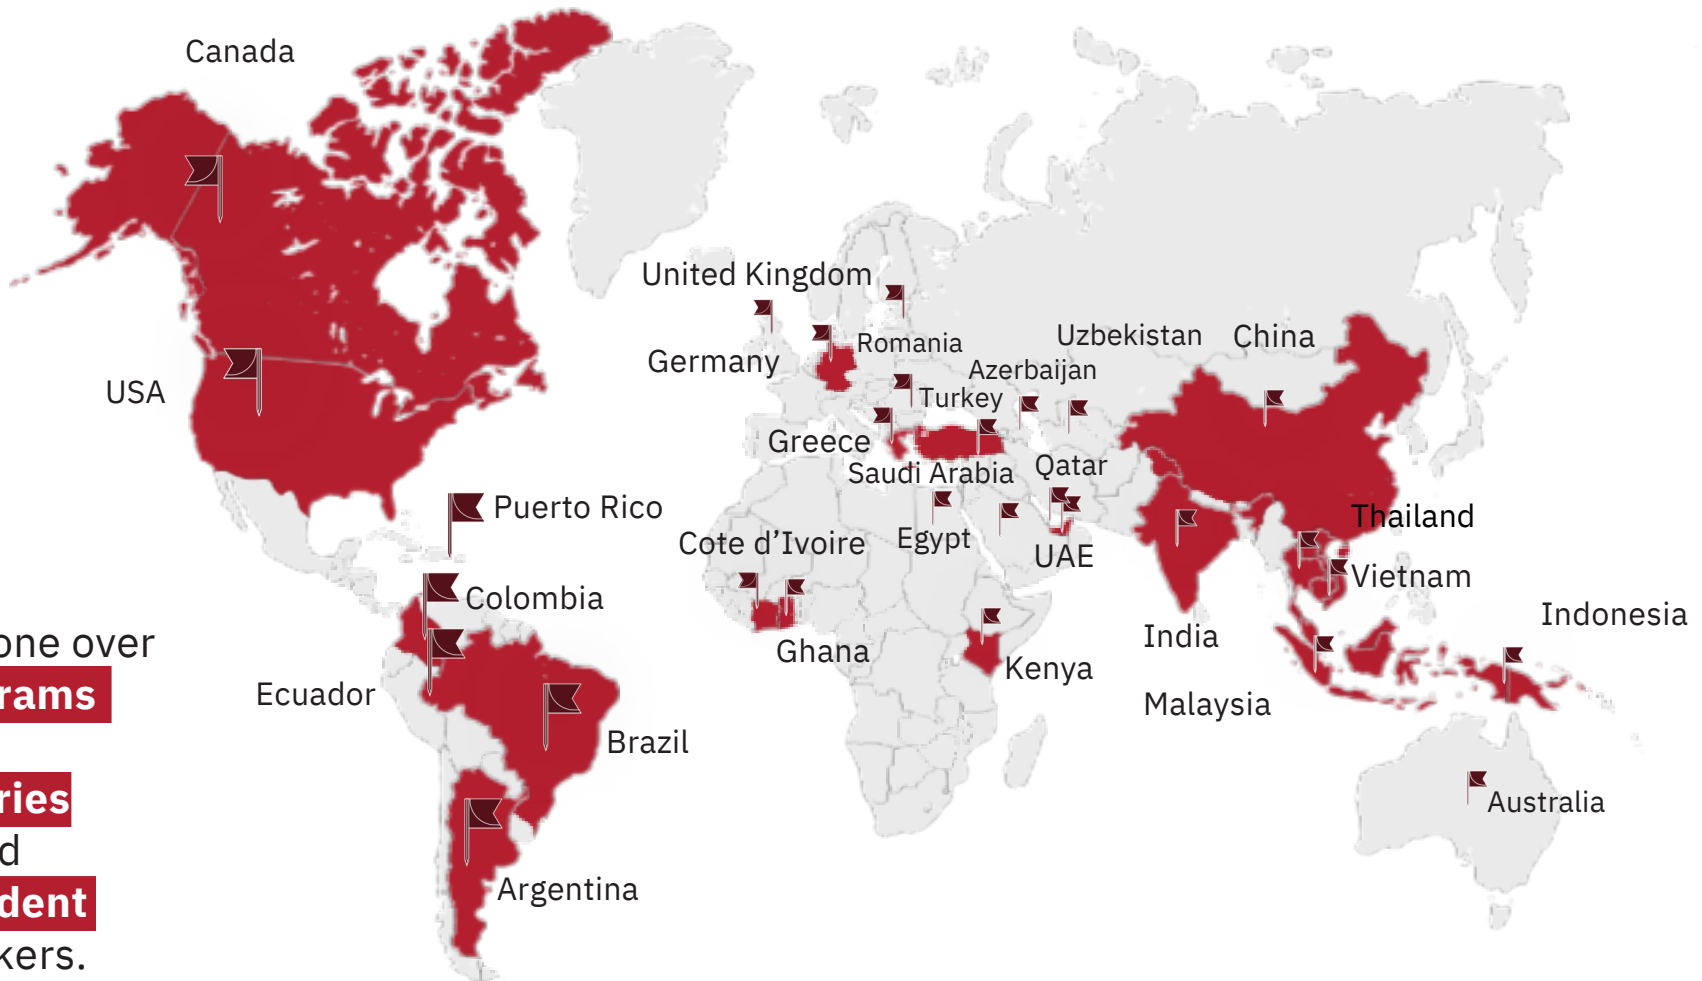 Canada
United Kingdom
Uzbekistan
China
Romania
Germany
Azerbaijan
USA
Turkey
Greece
Saudi Arabia
Qatar
Puerto Rico
Thailand
Cote d’Ivoire
Egypt
UAE
Vietnam
Colombia
Indonesia
India
one over
Ghana
Kenya
Ecuador
rams
Malaysia
Brazil
ries
Australia
d
Argentina
dent
kers.